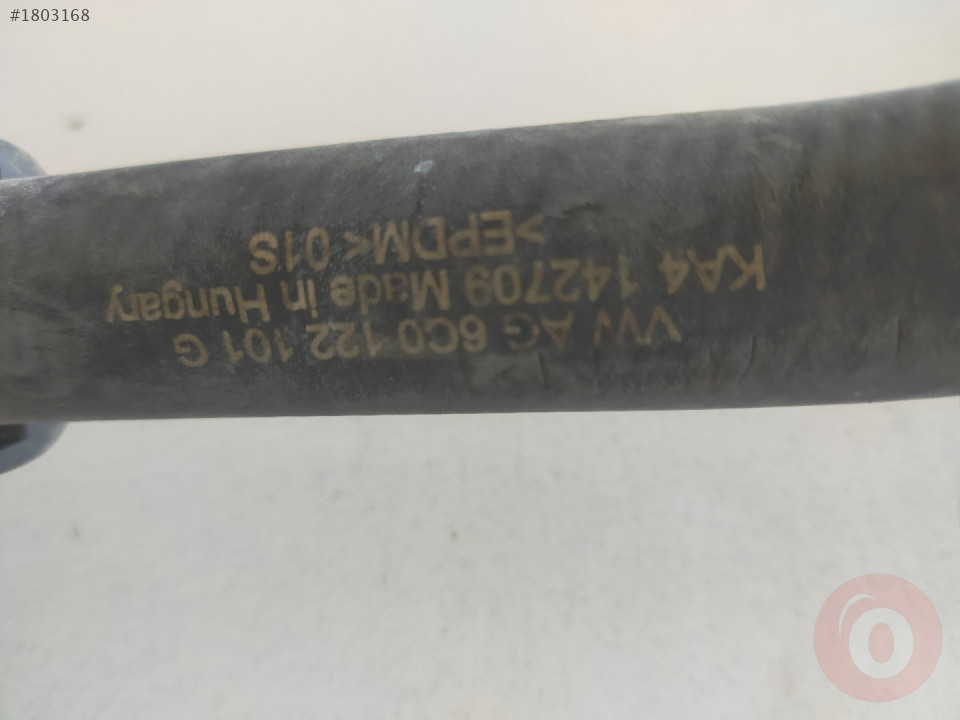 #1803168
VW AG 6C0 122 101 G
KA4 142709 Made in Hungary
>EPDM< 01S